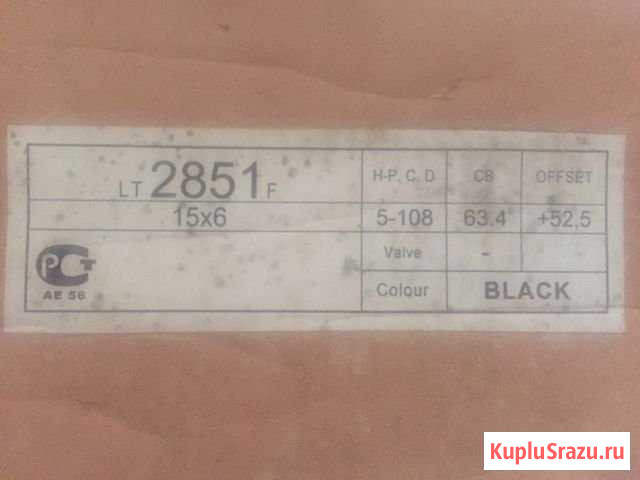 LT 2851 F
H-P. C. D CB OFFSET
15x6 5-108 63.4 +52,5
Valve -
РСТ
AE 56
Colour BLACK
KupluSrazu.ru